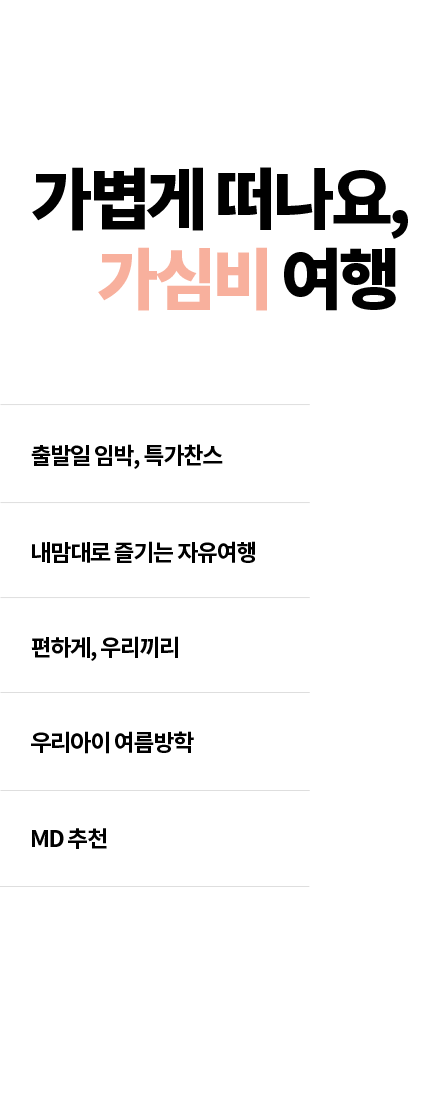 가볍게 떠나요,
가심비 여행
출발일 임박, 특가찬스
내맘대로 즐기는 자유여행
편하게, 우리끼리
우리아이 여름방학
MD 추천